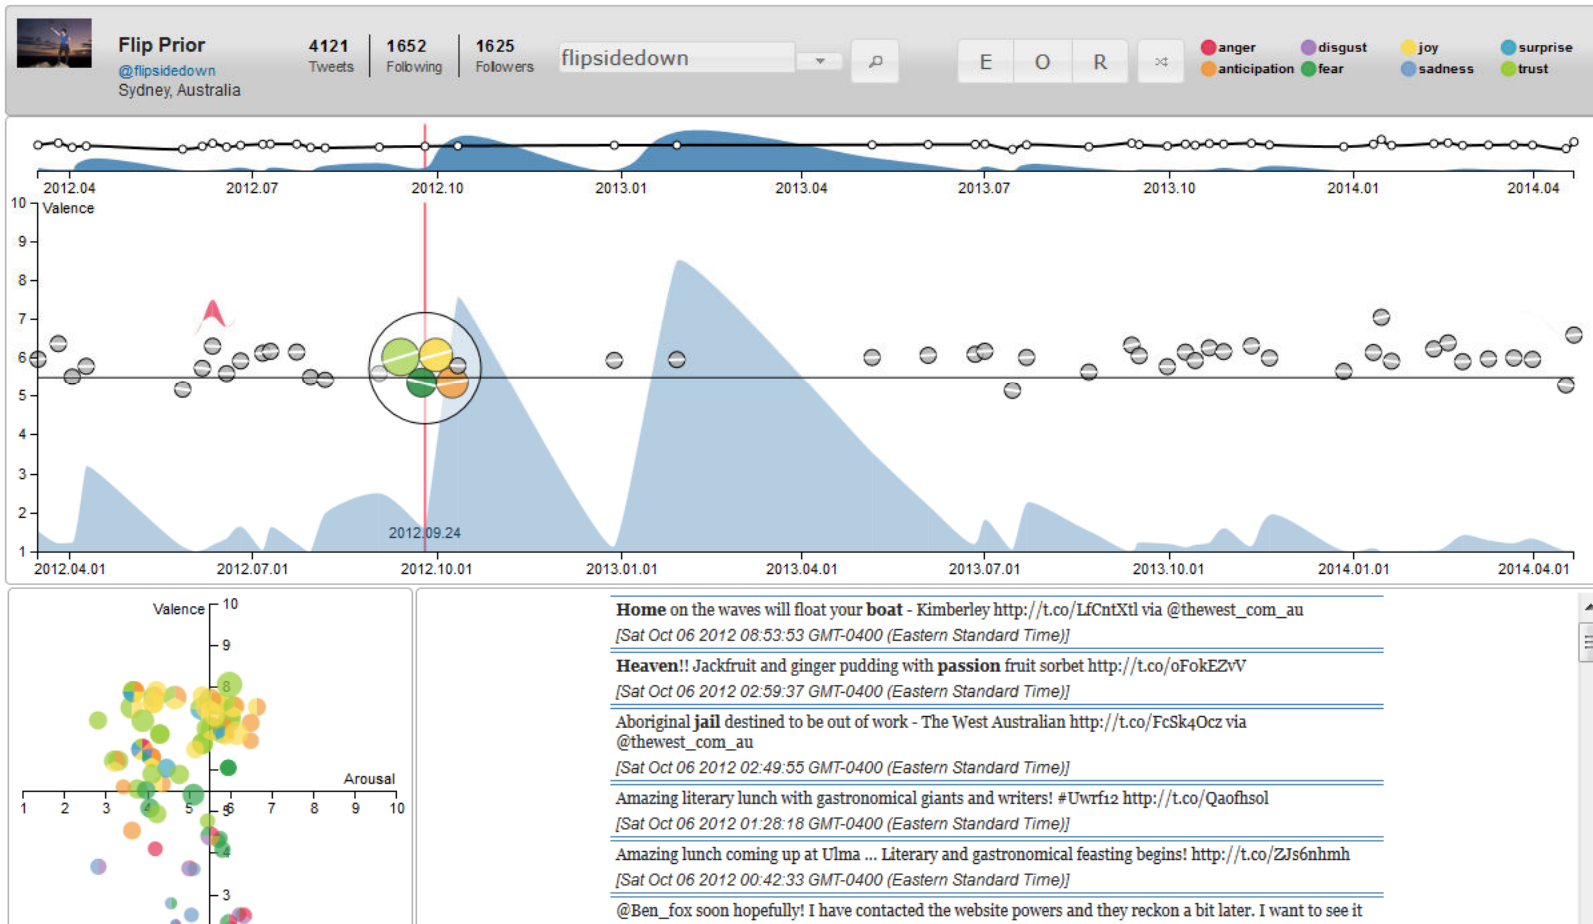 Flip Prior
@flipsidedown
Sydney, Australia
4121 Tweets
1652 Following
1625 Followers
flipsidedown
E O R
anger disgust joy surprise
anticipation fear sadness trust
2012.04 2012.07 2012.10 2013.01 2013.04 2013.07 2013.10 2014.01 2014.04
Valence
10
9
8
7
6
5
4
3
2
1
2012.09.24
2012.04.01 2012.07.01 2012.10.01 2013.01.01 2013.04.01 2013.07.01 2013.10.01 2014.01.01 2014.04.01
Valence
10
9
8
Arousal
1 2 3 4 5 6 7 8 9 10
5
4
3
Home on the waves will float your boat - Kimberley http://t.co/LfCntXtl via @thewest_com_au
[Sat Oct 06 2012 08:53:53 GMT-0400 (Eastern Standard Time)]
Heaven!! Jackfruit and ginger pudding with passion fruit sorbet http://t.co/oFokEZvV
[Sat Oct 06 2012 02:59:37 GMT-0400 (Eastern Standard Time)]
Aboriginal jail destined to be out of work - The West Australian http://t.co/FcSk4Ocz via
@thewest_com_au
[Sat Oct 06 2012 02:49:55 GMT-0400 (Eastern Standard Time)]
Amazing literary lunch with gastronomical giants and writers! #Uwrf12 http://t.co/Qaofhsol
[Sat Oct 06 2012 01:28:18 GMT-0400 (Eastern Standard Time)]
Amazing lunch coming up at Ulma ... Literary and gastronomical feasting begins! http://t.co/ZJs6nhmh
[Sat Oct 06 2012 00:42:33 GMT-0400 (Eastern Standard Time)]
@Ben_fox soon hopefully! I have contacted the website powers and they reckon a bit later. I want to see it